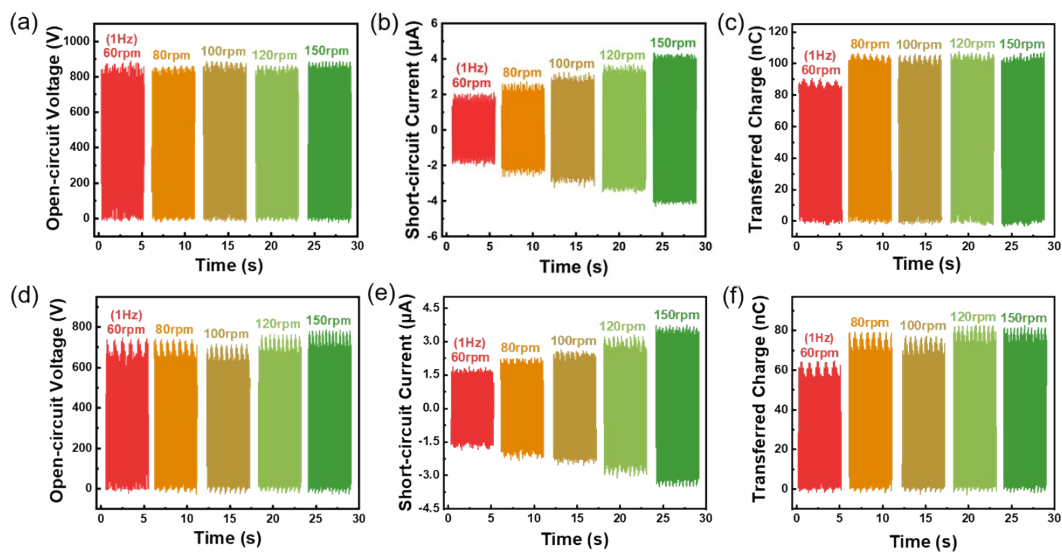 (a)
Open-circuit Voltage (V)
1000
800
600
400
200
0
(1Hz)
60rpm
80rpm
100rpm
120rpm
150rpm
0
5
10
15
20
25
30
Time (s)
(b)
Short-circuit Current (μA)
6
4
2
0
-2
-4
-6
(1Hz)
60rpm
80rpm
100rpm
120rpm
150rpm
0
5
10
15
20
25
30
Time (s)
(c)
Transferred Charge (nC)
120
100
80
60
40
20
0
(1Hz)
60rpm
80rpm
100rpm
120rpm
150rpm
0
5
10
15
20
25
30
Time (s)
(d)
Open-circuit Voltage (V)
800
600
400
200
0
(1Hz)
60rpm
80rpm
100rpm
120rpm
150rpm
0
5
10
15
20
25
30
Time (s)
(e)
Short-circuit Current (μA)
4.5
3.0
1.5
0.0
-1.5
-3.0
-4.5
(1Hz)
60rpm
80rpm
100rpm
120rpm
150rpm
0
5
10
15
20
25
30
Time (s)
(f)
Transferred Charge (nC)
80
60
40
20
0
(1Hz)
60rpm
80rpm
100rpm
120rpm
150rpm
0
5
10
15
20
25
30
Time (s)